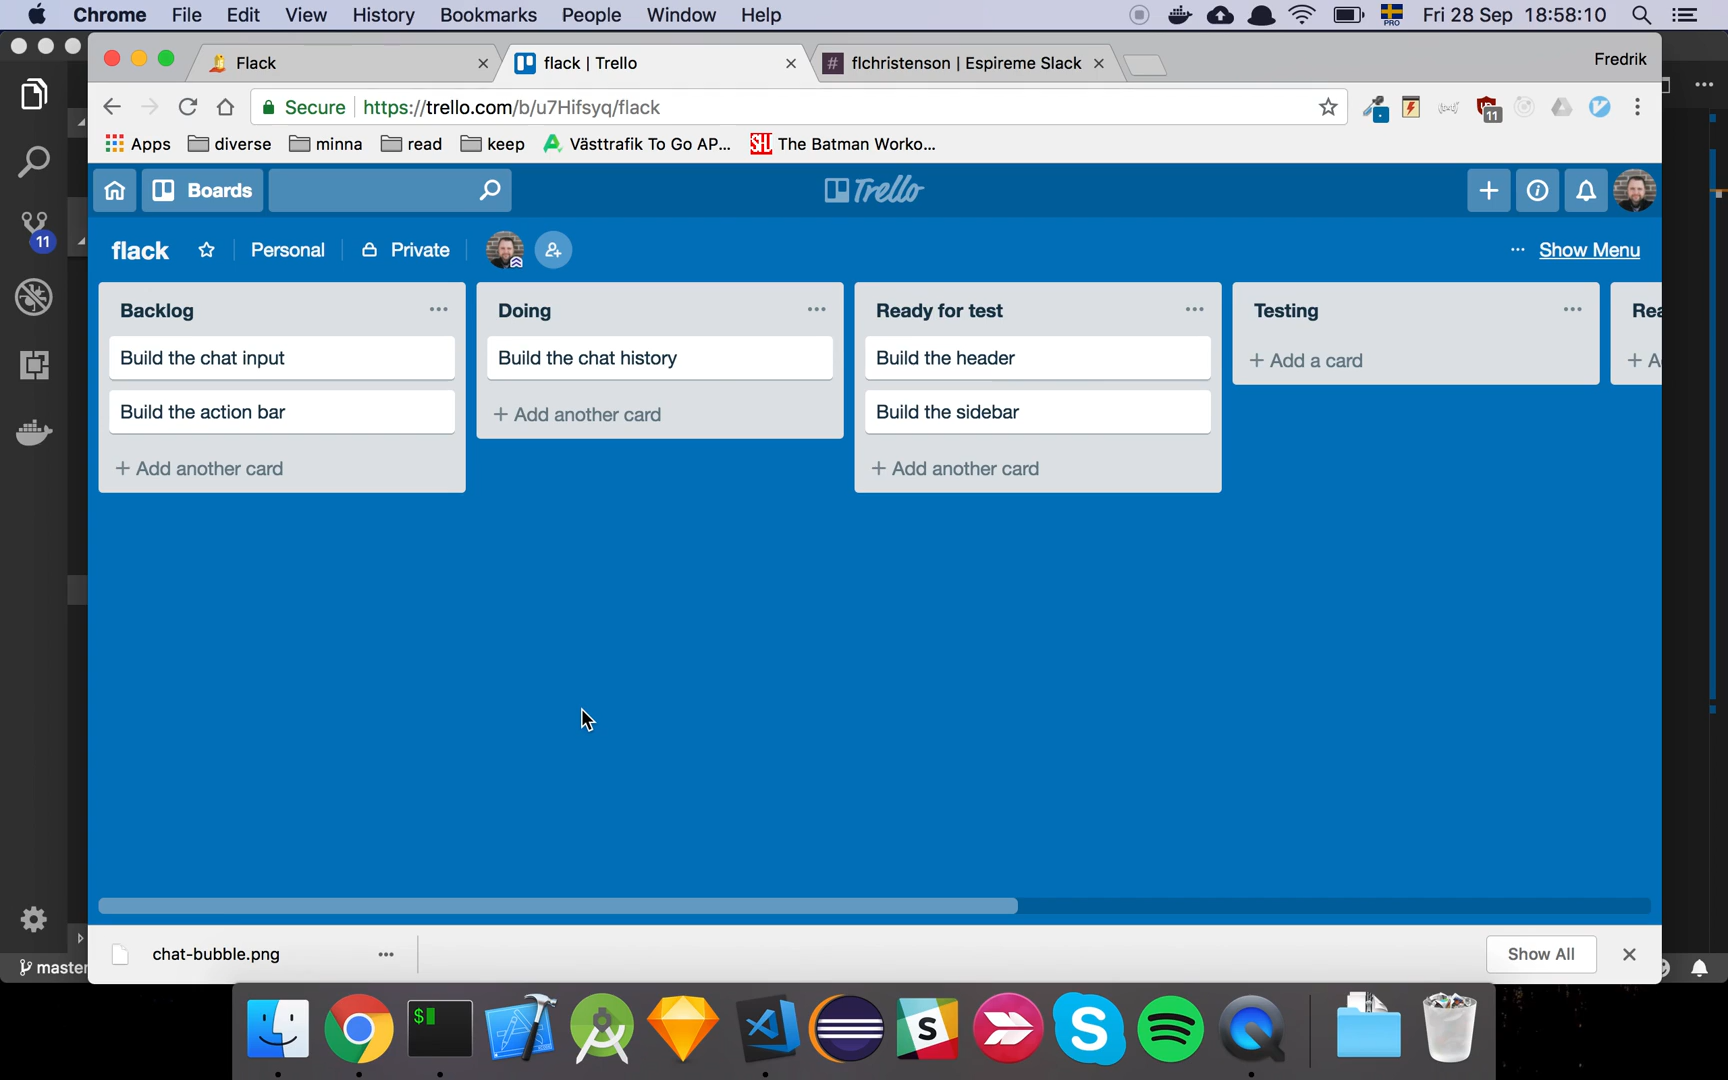 Chrome File Edit View History Bookmarks People Window Help PRO Fri 28 Sep 18:58:10
Flack flack | Trello # flchristenson | Espireme Slack Fredrik
Secure https://trello.com/b/u7Hifsyq/flack 11
Apps diverse minna read keep Västtrafik To Go AP... The Batman Worko...
Boards Trello
11
flack Personal Private ... Show Menu
Backlog ...
Build the chat input
Build the action bar
+ Add another card
Doing ...
Build the chat history
+ Add another card
Ready for test ...
Build the header
Build the sidebar
+ Add another card
Testing ...
+ Add a card
Rea
+ A
chat-bubble.png ... Show All
master
$
S